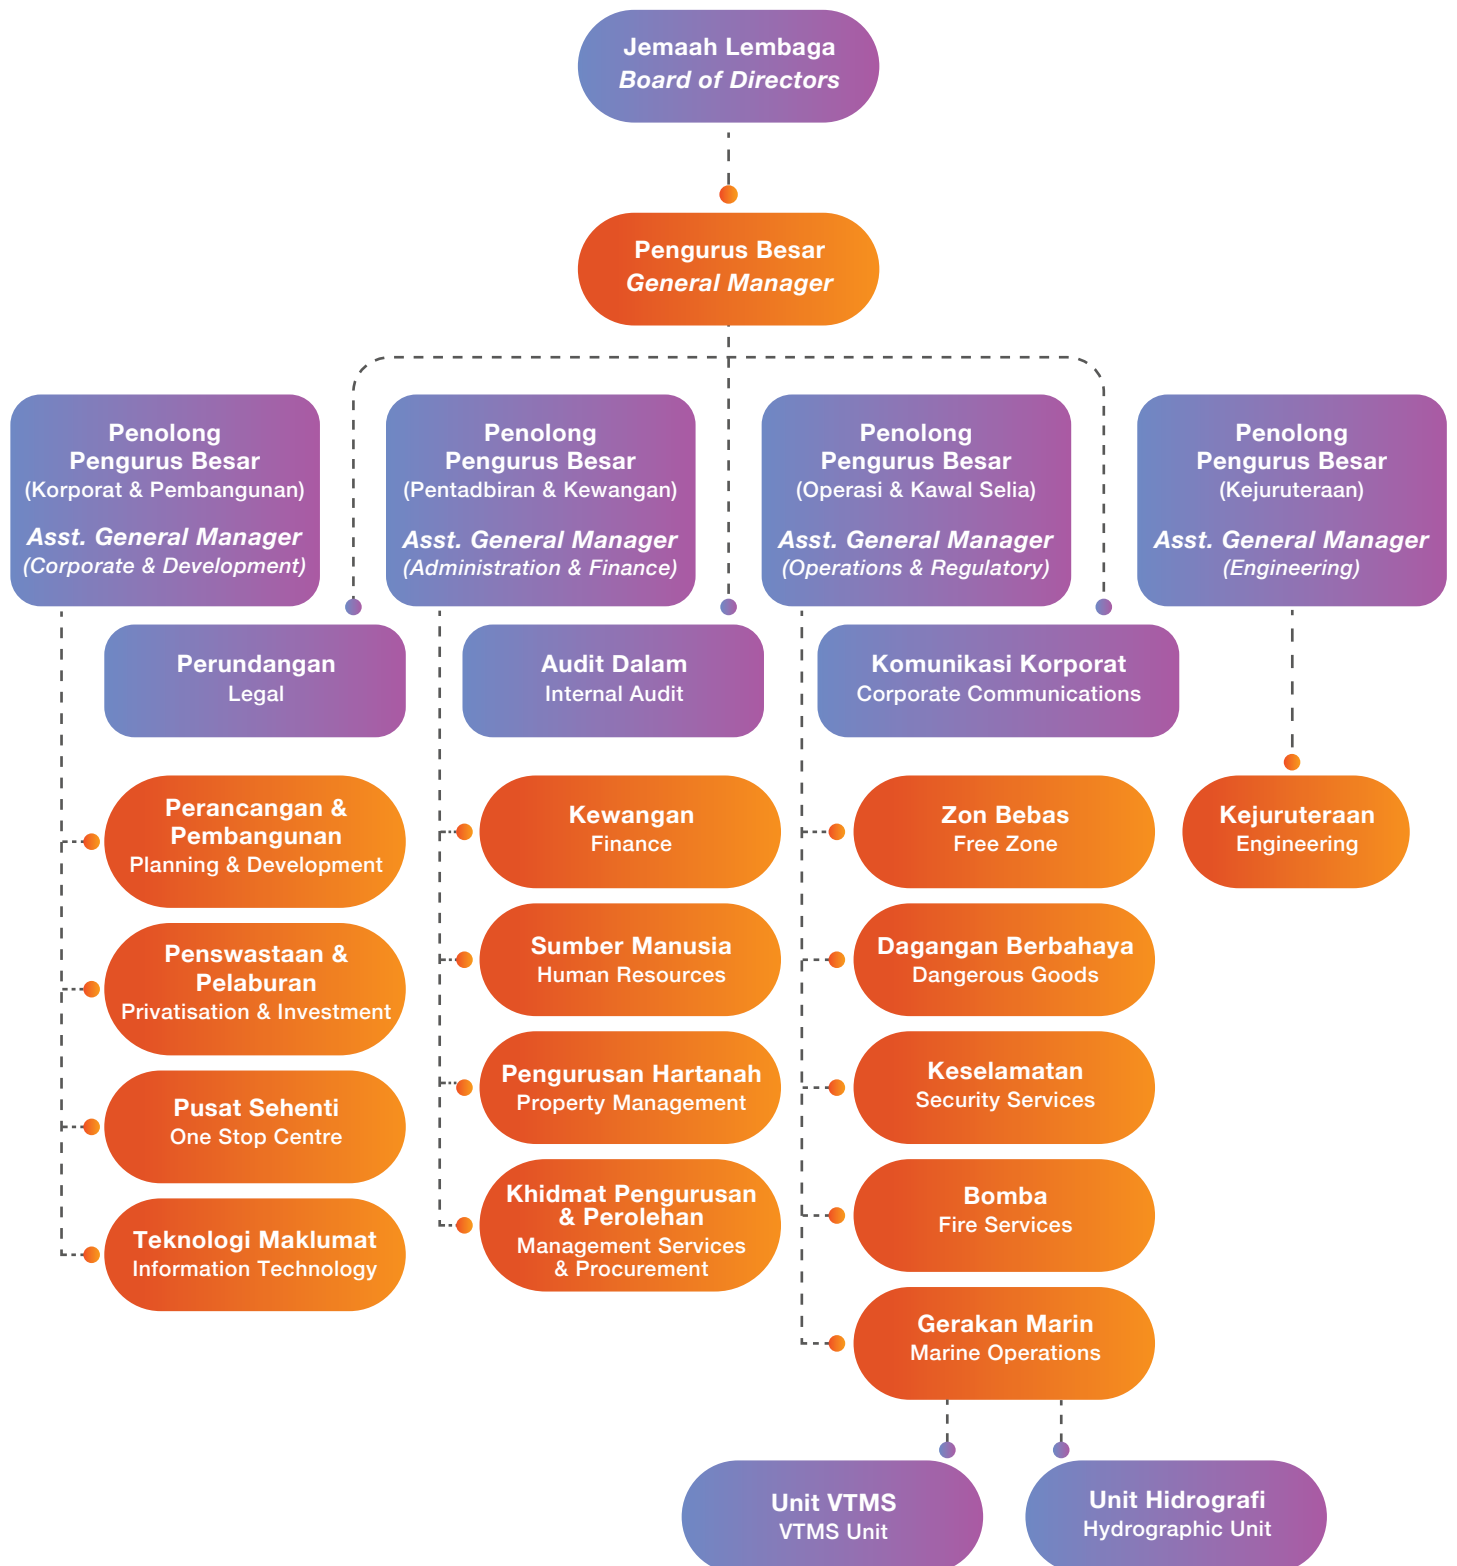 Jemaah Lembaga
Board of Directors
Pengurus Besar
General Manager
Penolong
Pengurus Besar
(Korporat & Pembangunan)
Asst. General Manager
(Corporate & Development)
Penolong
Pengurus Besar
(Pentadbiran & Kewangan)
Asst. General Manager
(Administration & Finance)
Penolong
Pengurus Besar
(Operasi & Kawal Selia)
Asst. General Manager
(Operations & Regulatory)
Penolong
Pengurus Besar
(Kejuruteraan)
Asst. General Manager
(Engineering)
Perundangan
Legal
Audit Dalam
Internal Audit
Komunikasi Korporat
Corporate Communications
Perancangan &
Pembangunan
Planning & Development
Penswastaan &
Pelaburan
Privatisation & Investment
Pusat Sehenti
One Stop Centre
Teknologi Maklumat
Information Technology
Kewangan
Finance
Sumber Manusia
Human Resources
Pengurusan Hartanah
Property Management
Khidmat Pengurusan
& Perolehan
Management Services
& Procurement
Zon Bebas
Free Zone
Dagangan Berbahaya
Dangerous Goods
Keselamatan
Security Services
Bomba
Fire Services
Gerakan Marin
Marine Operations
Kejuruteraan
Engineering
Unit VTMS
VTMS Unit
Unit Hidrografi
Hydrographic Unit